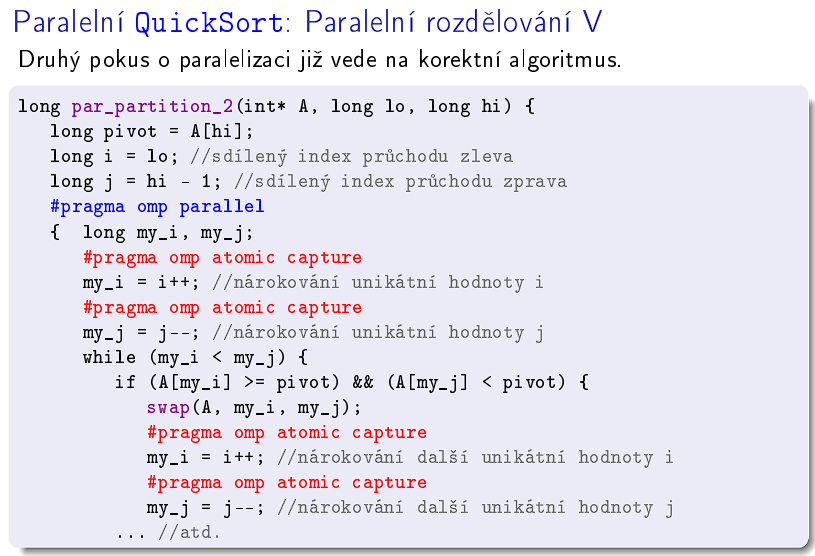 Paralelní QuickSort: Paralelní rozdělování V
Druhý pokus o paralelizaci již vede na korektní algoritmus.
long par_partition_2(int* A, long lo, long hi) {
   long pivot = A[hi];
   long i = lo; //sdílený index průchodu zleva
   long j = hi - 1; //sdílený index průchodu zprava
   #pragma omp parallel
   {  long my_i, my_j;
      #pragma omp atomic capture
      my_i = i++; //nárokování unikátní hodnoty i
      #pragma omp atomic capture
      my_j = j--; //nárokování unikátní hodnoty j
      while (my_i < my_j) {
         if (A[my_i] >= pivot) && (A[my_j] < pivot) {
            swap(A, my_i, my_j);
            #pragma omp atomic capture
            my_i = i++; //nárokování další unikátní hodnoty i
            #pragma omp atomic capture
            my_j = j--; //nárokování další unikátní hodnoty j
         ... //atd.